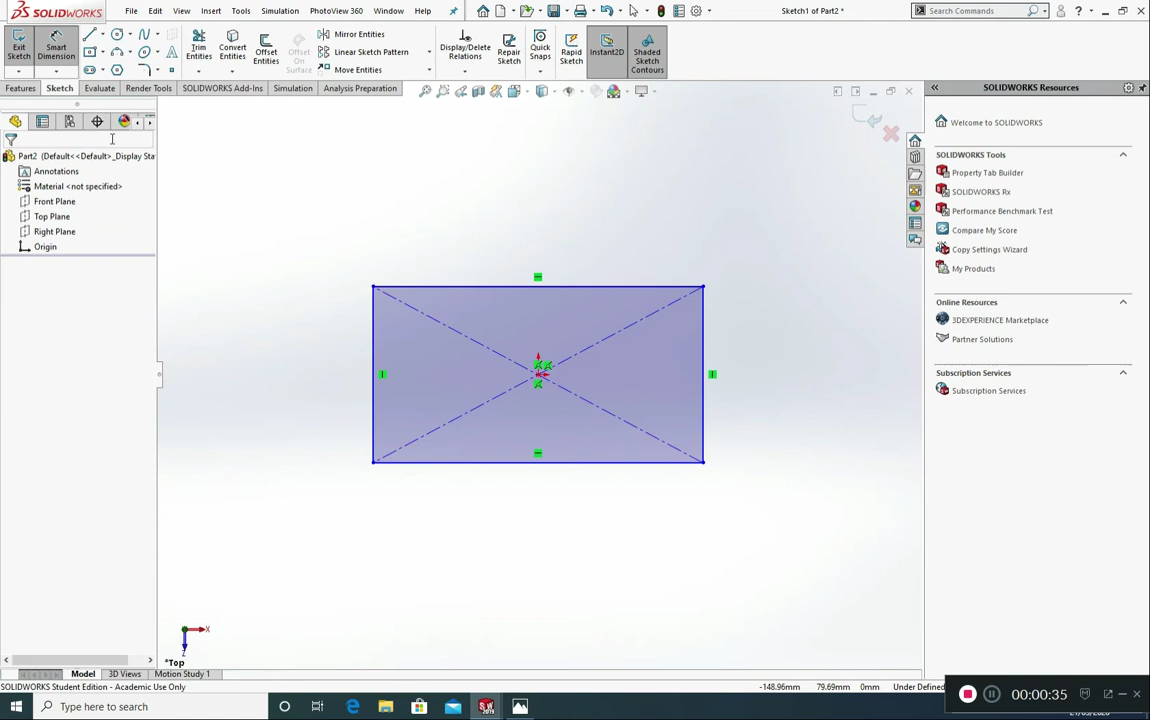 SOLIDWORKS
File
Edit
View
Insert
Tools
Simulation
PhotoView 360
Window
Help
Sketch1 of Part2 *
Search Commands
Exit Sketch
Smart Dimension
Trim Entities
Convert Entities
Offset Entities
Offset On Surface
Mirror Entities
Linear Sketch Pattern
Move Entities
Display/Delete Relations
Repair Sketch
Quick Snaps
Rapid Sketch
Instant2D
Shaded Sketch Contours
Features
Sketch
Evaluate
Render Tools
SOLIDWORKS Add-Ins
Simulation
Analysis Preparation
Part2 (Default<<Default>_Display Sta
Annotations
Material <not specified>
Front Plane
Top Plane
Right Plane
Origin
X
Z
*Top
SOLIDWORKS Resources
Welcome to SOLIDWORKS
SOLIDWORKS Tools
Property Tab Builder
SOLIDWORKS Rx
Performance Benchmark Test
Compare My Score
Copy Settings Wizard
My Products
Online Resources
3DEXPERIENCE Marketplace
Partner Solutions
Subscription Services
Subscription Services
Model
3D Views
Motion Study 1
SOLIDWORKS Student Edition - Academic Use Only
-148.96mm
79.69mm
0mm
Under Defined
Type here to search
00:00:35